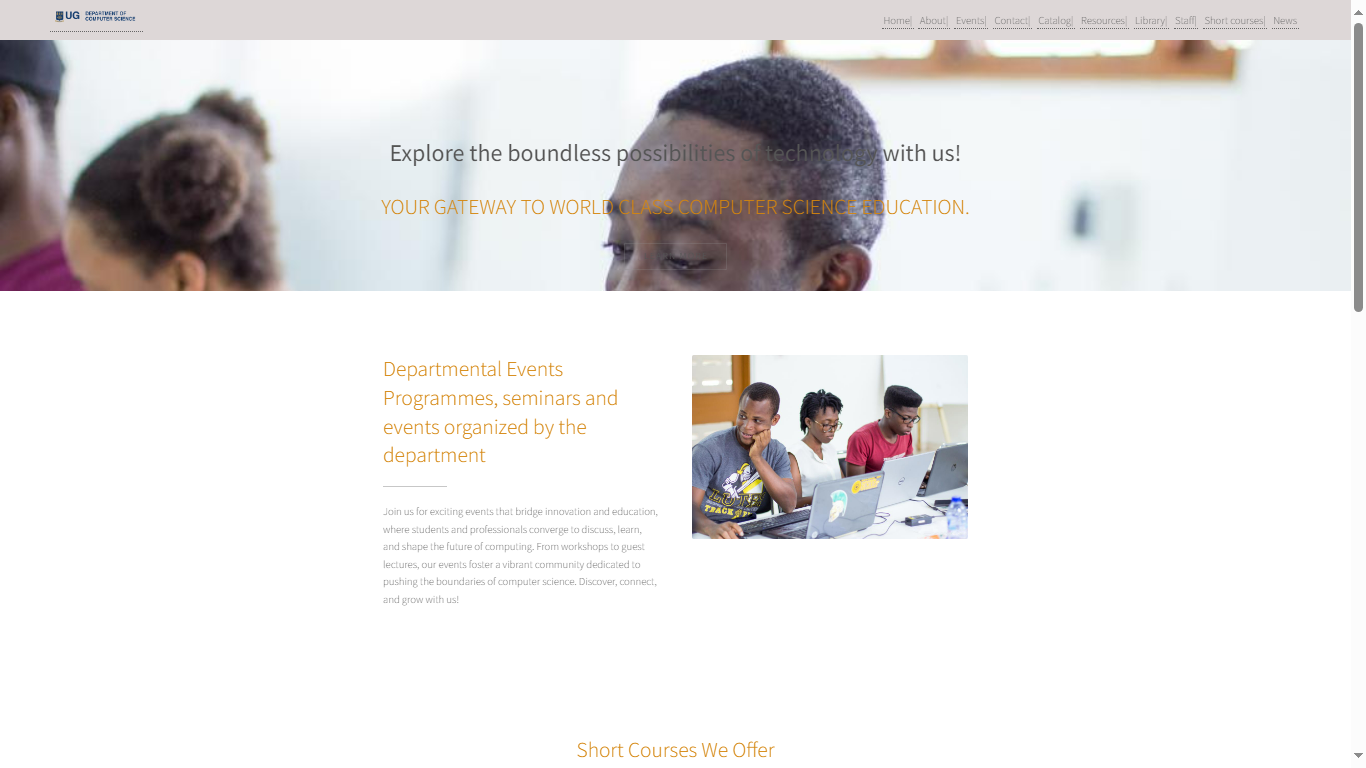 UG DEPARTMENT OF
COMPUTER SCIENCE
Home| About| Events| Contact| Catalog| Resources| Library| Staff| Short courses| News
Explore the boundless possibilities of technology with us!
YOUR GATEWAY TO WORLD CLASS COMPUTER SCIENCE EDUCATION.
Departmental Events
Programmes, seminars and
events organized by the
department
Join us for exciting events that bridge innovation and education,
where students and professionals converge to discuss, learn,
and shape the future of computing. From workshops to guest
lectures, our events foster a vibrant community dedicated to
pushing the boundaries of computer science. Discover, connect,
and grow with us!
Short Courses We Offer